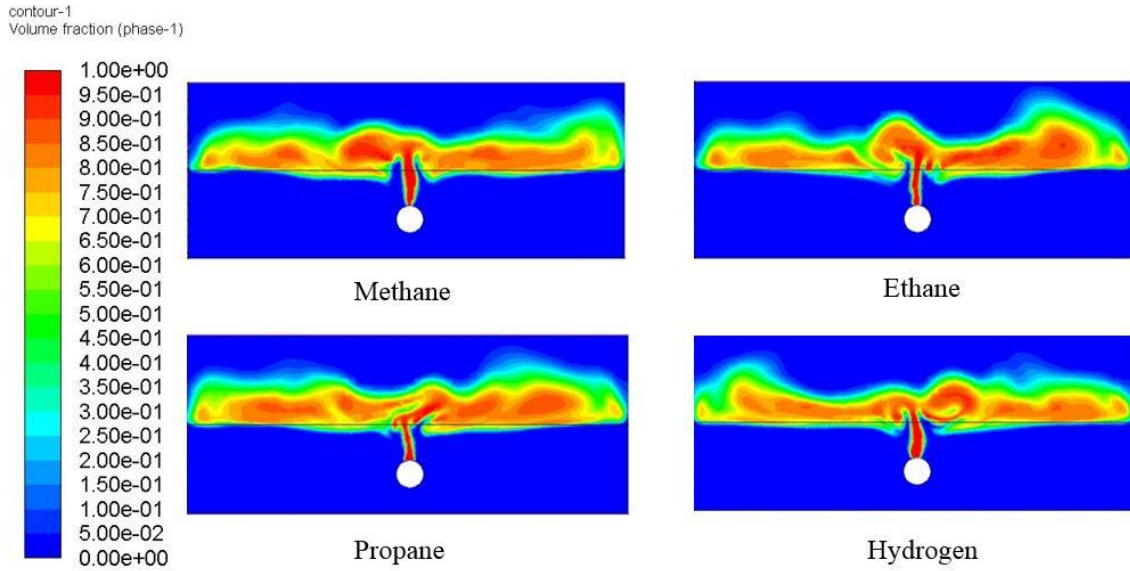 contour-1
Volume fraction (phase-1)
1.00e+00
9.50e-01
9.00e-01
8.50e-01
8.00e-01
7.50e-01
7.00e-01
6.50e-01
6.00e-01
5.50e-01
5.00e-01
4.50e-01
4.00e-01
3.50e-01
3.00e-01
2.50e-01
2.00e-01
1.50e-01
1.00e-01
5.00e-02
0.00e+00
Methane
Ethane
Propane
Hydrogen